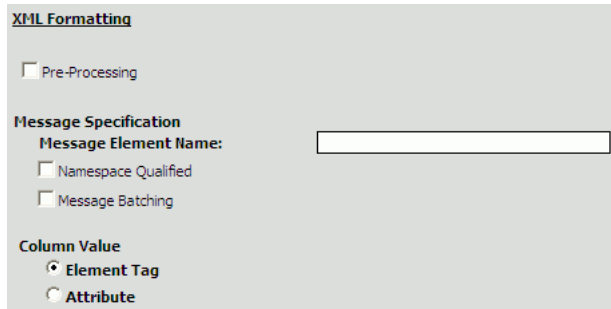 XML Formatting
Pre-Processing
Message Specification
Message Element Name:
Namespace Qualified
Message Batching
Column Value
Element Tag
Attribute